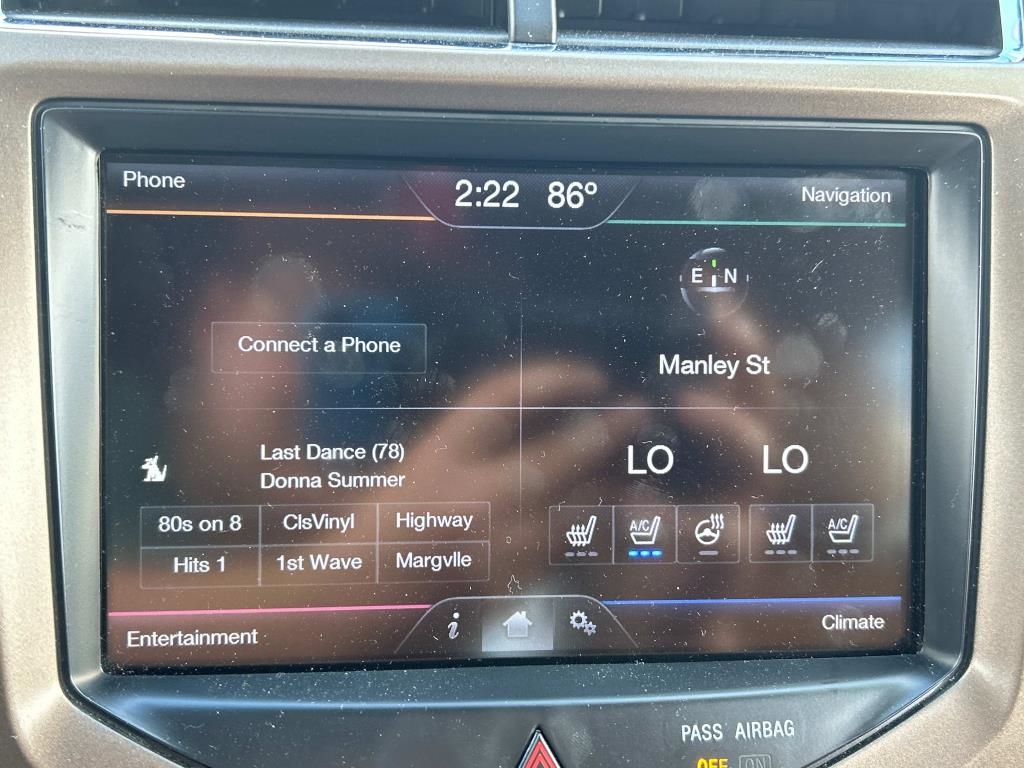 Phone
2:22 86°
Navigation
E N
Connect a Phone
Manley St
Last Dance (78)
Donna Summer
LO LO
80s on 8 ClsVinyl Highway
Hits 1 1st Wave Margvlle
A/C A/C
i
Entertainment
Climate
PASS AIRBAG
OFF ON